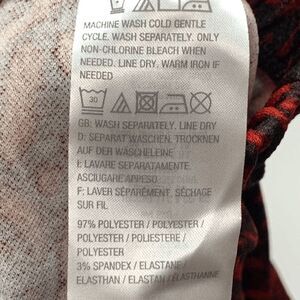 MACHINE WASH COLD GENTLE
CYCLE. WASH SEPARATELY. ONLY
NON-CHLORINE BLEACH WHEN
NEEDED. LINE DRY. WARM IRON IF
NEEDED
30
GB: WASH SEPARATELY. LINE DRY
D: SEPARAT WASCHEN. TROCKNEN
AUF DER WÄSCHELEINE
I: LAVARE SEPARATAMENTE.
ASCIUGARE APPESO
F: LAVER SÉPARÉMENT. SÉCHAGE
SUR FIL
97% POLYESTER / POLYESTER /
POLYESTER / POLIESTERE /
POLYESTER
3% SPANDEX / ELASTANE /
ELASTHAN / ELASTAN / ÉLASTHANNE